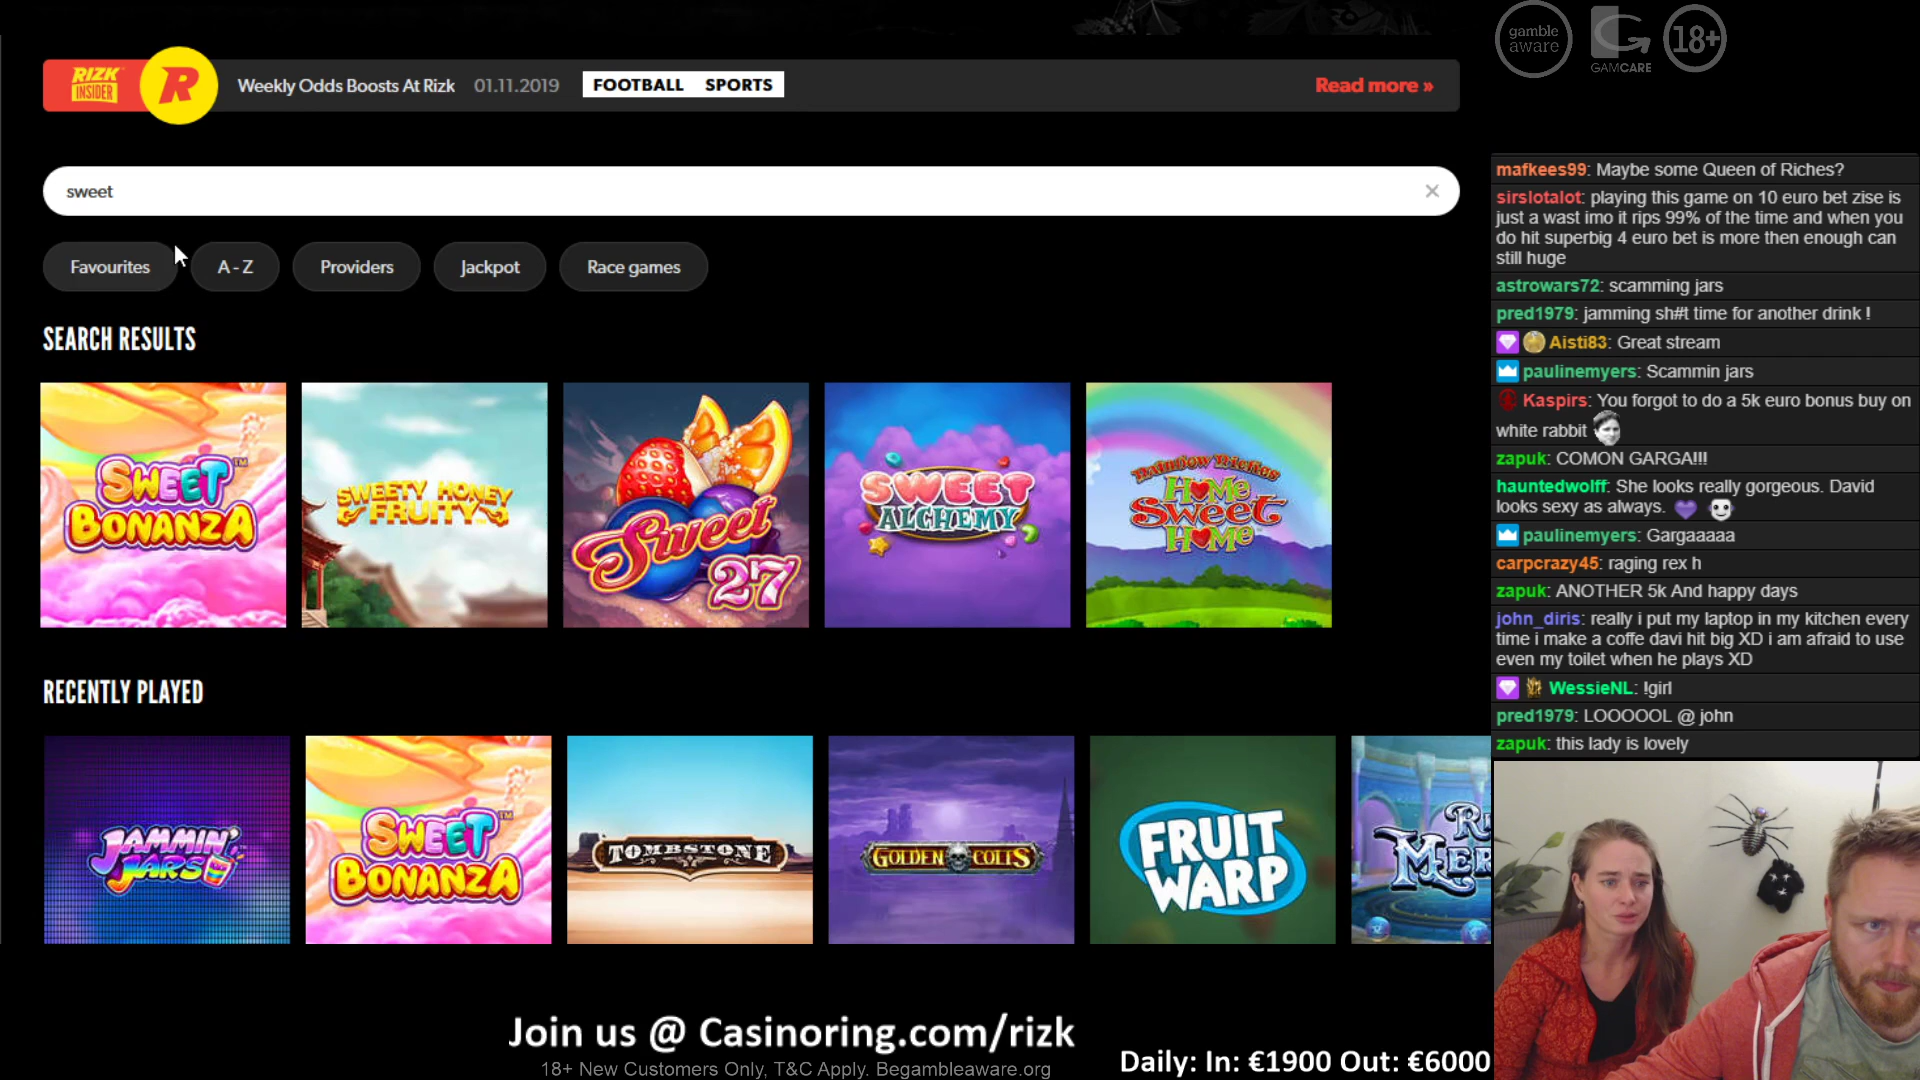 gamble
aware
GAMCARE
18+
RIZK
INSIDER
R
Weekly Odds Boosts At Rizk 01.11.2019 FOOTBALL SPORTS Read more »
sweet
Favourites A - Z Providers Jackpot Race games
SEARCH RESULTS
SWEET
BONANZA
SWEETY HONEY
FRUITY
Sweet
27
SWEET
ALCHEMY
Rainbow Riches
HOME
Sweet
HOME
RECENTLY PLAYED
JAMMIN'
JARS
SWEET
BONANZA
TOMBSTONE
GOLDEN COLTS
FRUIT
WARP
mafkees99: Maybe some Queen of Riches?
sirslotalot: playing this game on 10 euro bet zise is
just a wast imo it rips 99% of the time and when you
do hit superbig 4 euro bet is more then enough can
still huge
astrowars72: scamming jars
pred1979: jamming sh#t time for another drink !
Aisti83: Great stream
paulinemyers: Scammin jars
Kaspirs: You forgot to do a 5k euro bonus buy on
white rabbit
zapuk: COMON GARGA!!!
hauntedwolff: She looks really gorgeous. David
looks sexy as always.
paulinemyers: Gargaaaaa
carpcrazy45: raging rex h
zapuk: ANOTHER 5k And happy days
john_diris: really i put my laptop in my kitchen every
time i make a coffe davi hit big XD i am afraid to use
even my toilet when he plays XD
WessieNL: !girl
pred1979: LOOOOOL @ john
zapuk: this lady is lovely
Join us @ Casinoring.com/rizk
18+ New Customers Only, T&C Apply. Begambleaware.org
Daily: In: €1900 Out: €6000